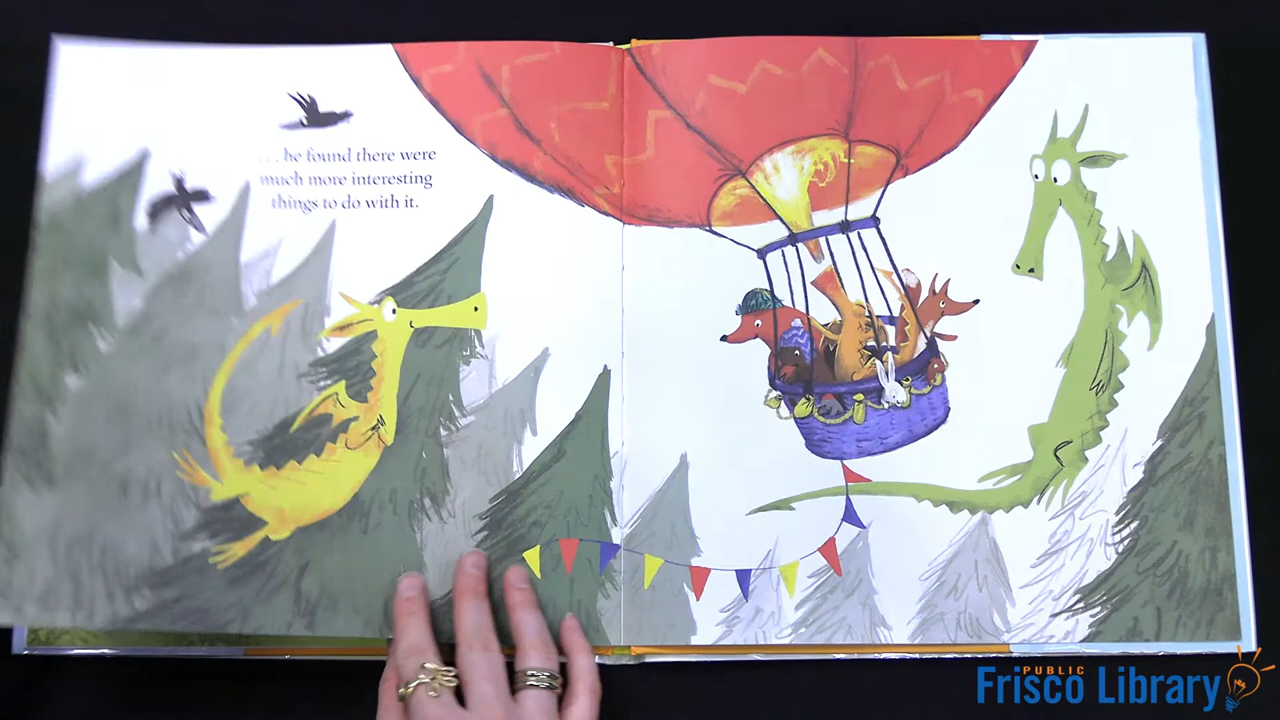 . . . he found there were
much more interesting
things to do with it.
PUBLIC
Frisco Library